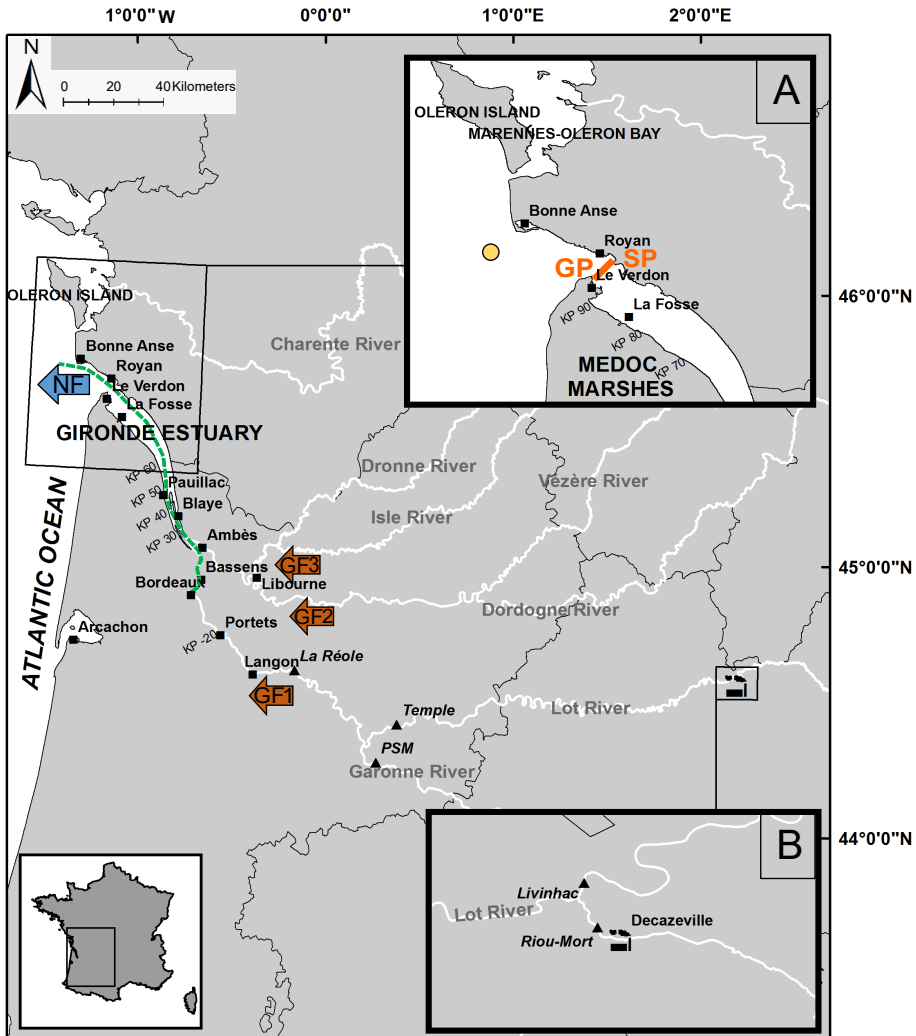 1°0'0"W
0°0'0"
1°0'0"E
2°0'0"E
N
0 20 40 Kilometers
A
OLERON ISLAND
MARENNES-OLERON BAY
Bonne Anse
Royan
GP
SP
Le Verdon
La Fosse
KP 90
KP 80
KP 70
MEDOC
MARSHES
46°0'0"N
OLERON ISLAND
Charente River
Bonne Anse
Royan
NF
Le Verdon
La Fosse
GIRONDE ESTUARY
KP 60
Pauillac
KP 50
Blaye
KP 40
KP 30
Ambès
Dronne River
Vézère River
Isle River
ATLANTIC OCEAN
45°0'0"N
Bassens
GF3
Bordeaux
Libourne
Dordogne River
GF2
Arcachon
Portets
KP -20
Langon
La Réole
GF1
Lot River
Temple
PSM
Garonne River
44°0'0"N
B
Livinhac
Lot River
Decazeville
Riou-Mort